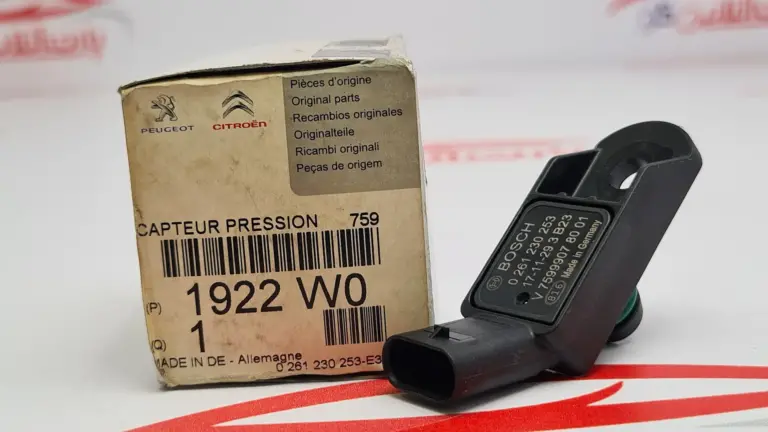 Pièces d'origine
Original parts
Recambios originales
Originalteile
Ricambi originali
Peças de origem
PEUGEOT
CITROËN
CAPTEUR PRESSION 759
(P) 1922 W0
(Q) 1
MADE IN DE - Allemagne
0 261 230 253-E3
BOSCH
0 261 230 253
17-11-29 3 B23
V 7599907 80 01
Made in Germany